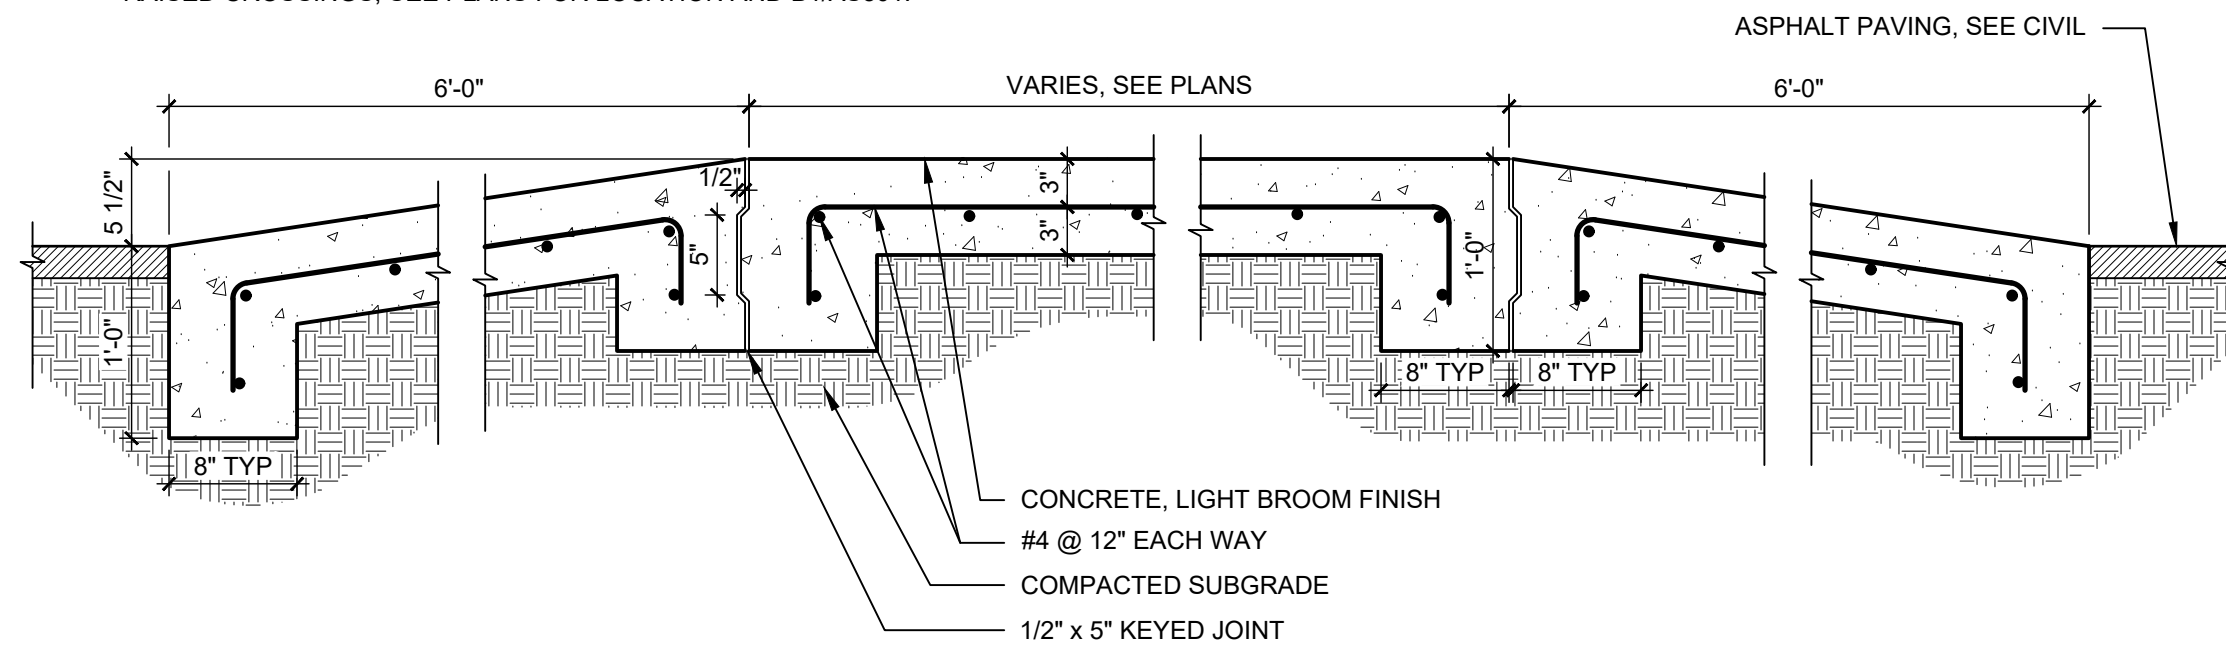 ASPHALT PAVING, SEE CIVIL
6'-0"
VARIES, SEE PLANS
6'-0"
5 1/2"
1/2"
3"
3"
5"
1'-0"
1'-0"
8" TYP
8" TYP
8" TYP
CONCRETE, LIGHT BROOM FINISH
#4 @ 12" EACH WAY
COMPACTED SUBGRADE
1/2" x 5" KEYED JOINT